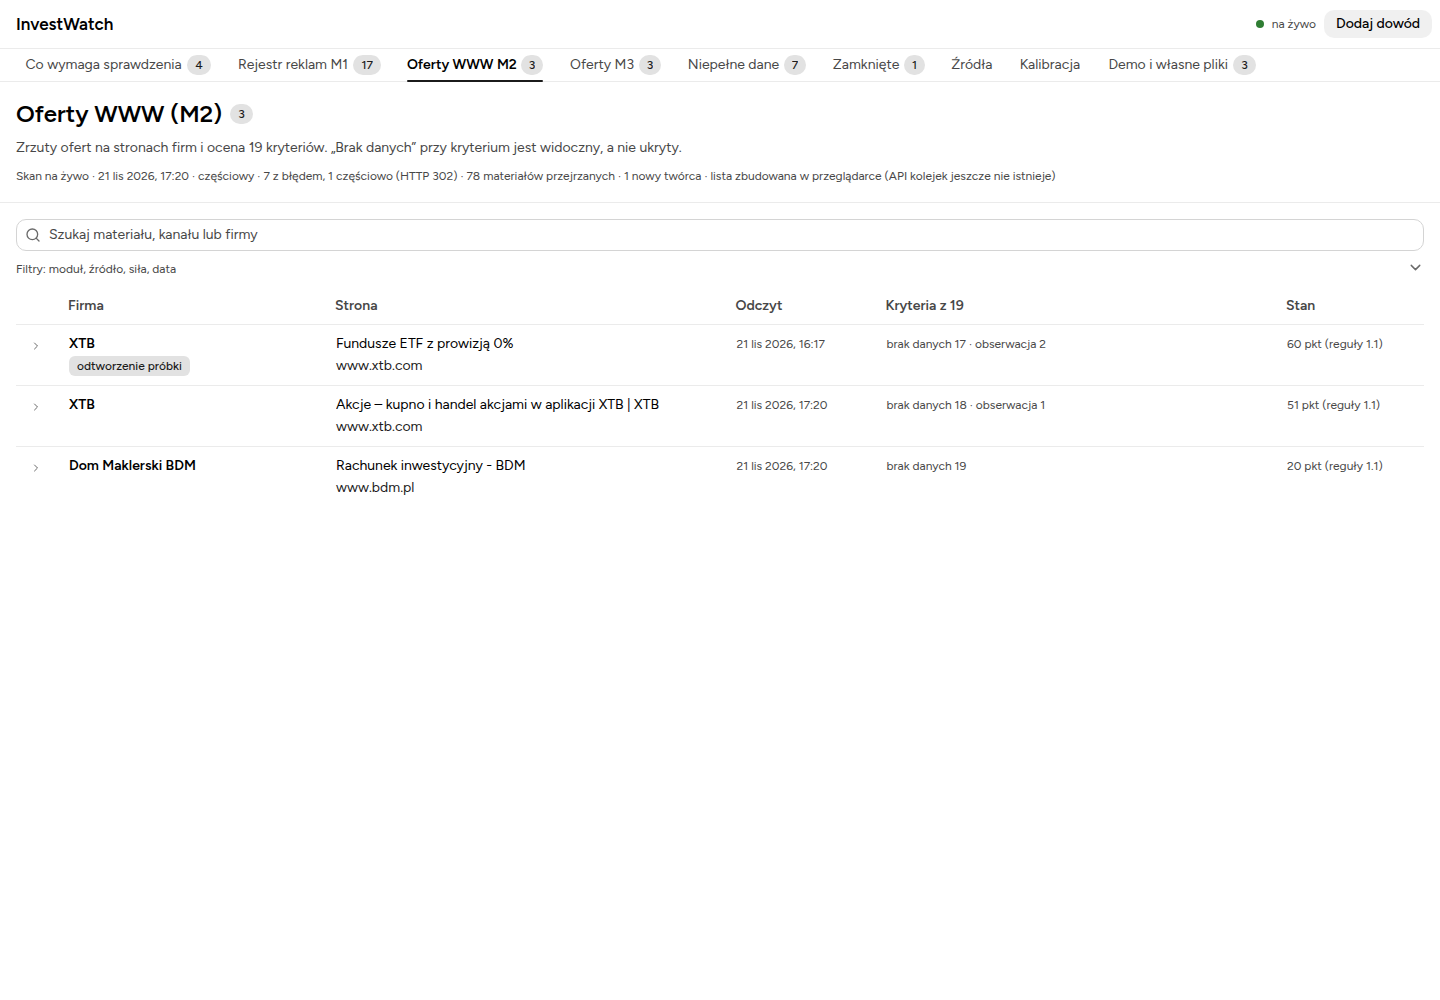 InvestWatch
na żywo
Dodaj dowód
Co wymaga sprawdzenia 4
Rejestr reklam M1 17
Oferty WWW M2 3
Oferty M3 3
Niepełne dane 7
Zamknięte 1
Źródła
Kalibracja
Demo i własne pliki 3
Oferty WWW (M2) 3
Zrzuty ofert na stronach firm i ocena 19 kryteriów. „Brak danych” przy kryterium jest widoczny, a nie ukryty.
Skan na żywo · 21 lis 2026, 17:20 · częściowy · 7 z błędem, 1 częściowo (HTTP 302) · 78 materiałów przejrzanych · 1 nowy twórca · lista zbudowana w przeglądarce (API kolejek jeszcze nie istnieje)
Szukaj materiału, kanału lub firmy
Filtry: moduł, źródło, siła, data
Firma Strona Odczyt Kryteria z 19 Stan
XTB Fundusze ETF z prowizją 0% 21 lis 2026, 16:17 brak danych 17 · obserwacja 2 60 pkt (reguły 1.1)
odtworzenie próbki www.xtb.com
XTB Akcje – kupno i handel akcjami w aplikacji XTB | XTB 21 lis 2026, 17:20 brak danych 18 · obserwacja 1 51 pkt (reguły 1.1)
www.xtb.com
Dom Maklerski BDM Rachunek inwestycyjny - BDM 21 lis 2026, 17:20 brak danych 19 20 pkt (reguły 1.1)
www.bdm.pl